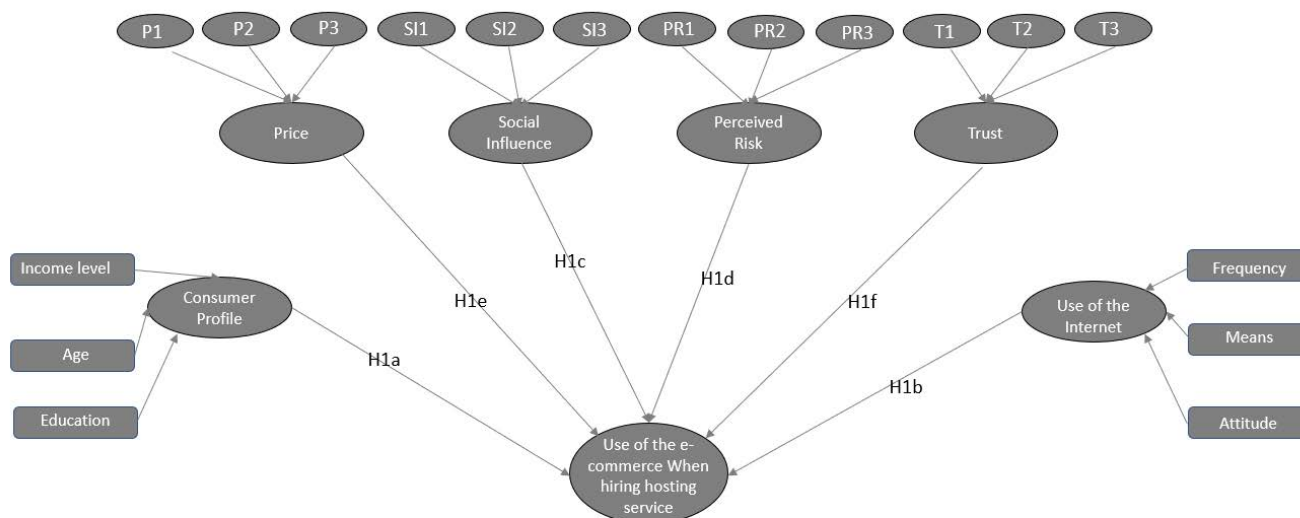 P1
P2
P3
SI1
SI2
SI3
PR1
PR2
PR3
T1
T2
T3
Price
Social
Influence
Perceived
Risk
Trust
Income level
Age
Education
Consumer
Profile
H1a
H1e
H1c
H1d
H1f
H1b
Use of the
Internet
Frequency
Means
Attitude
Use of the e-
commerce When
hiring hosting
service